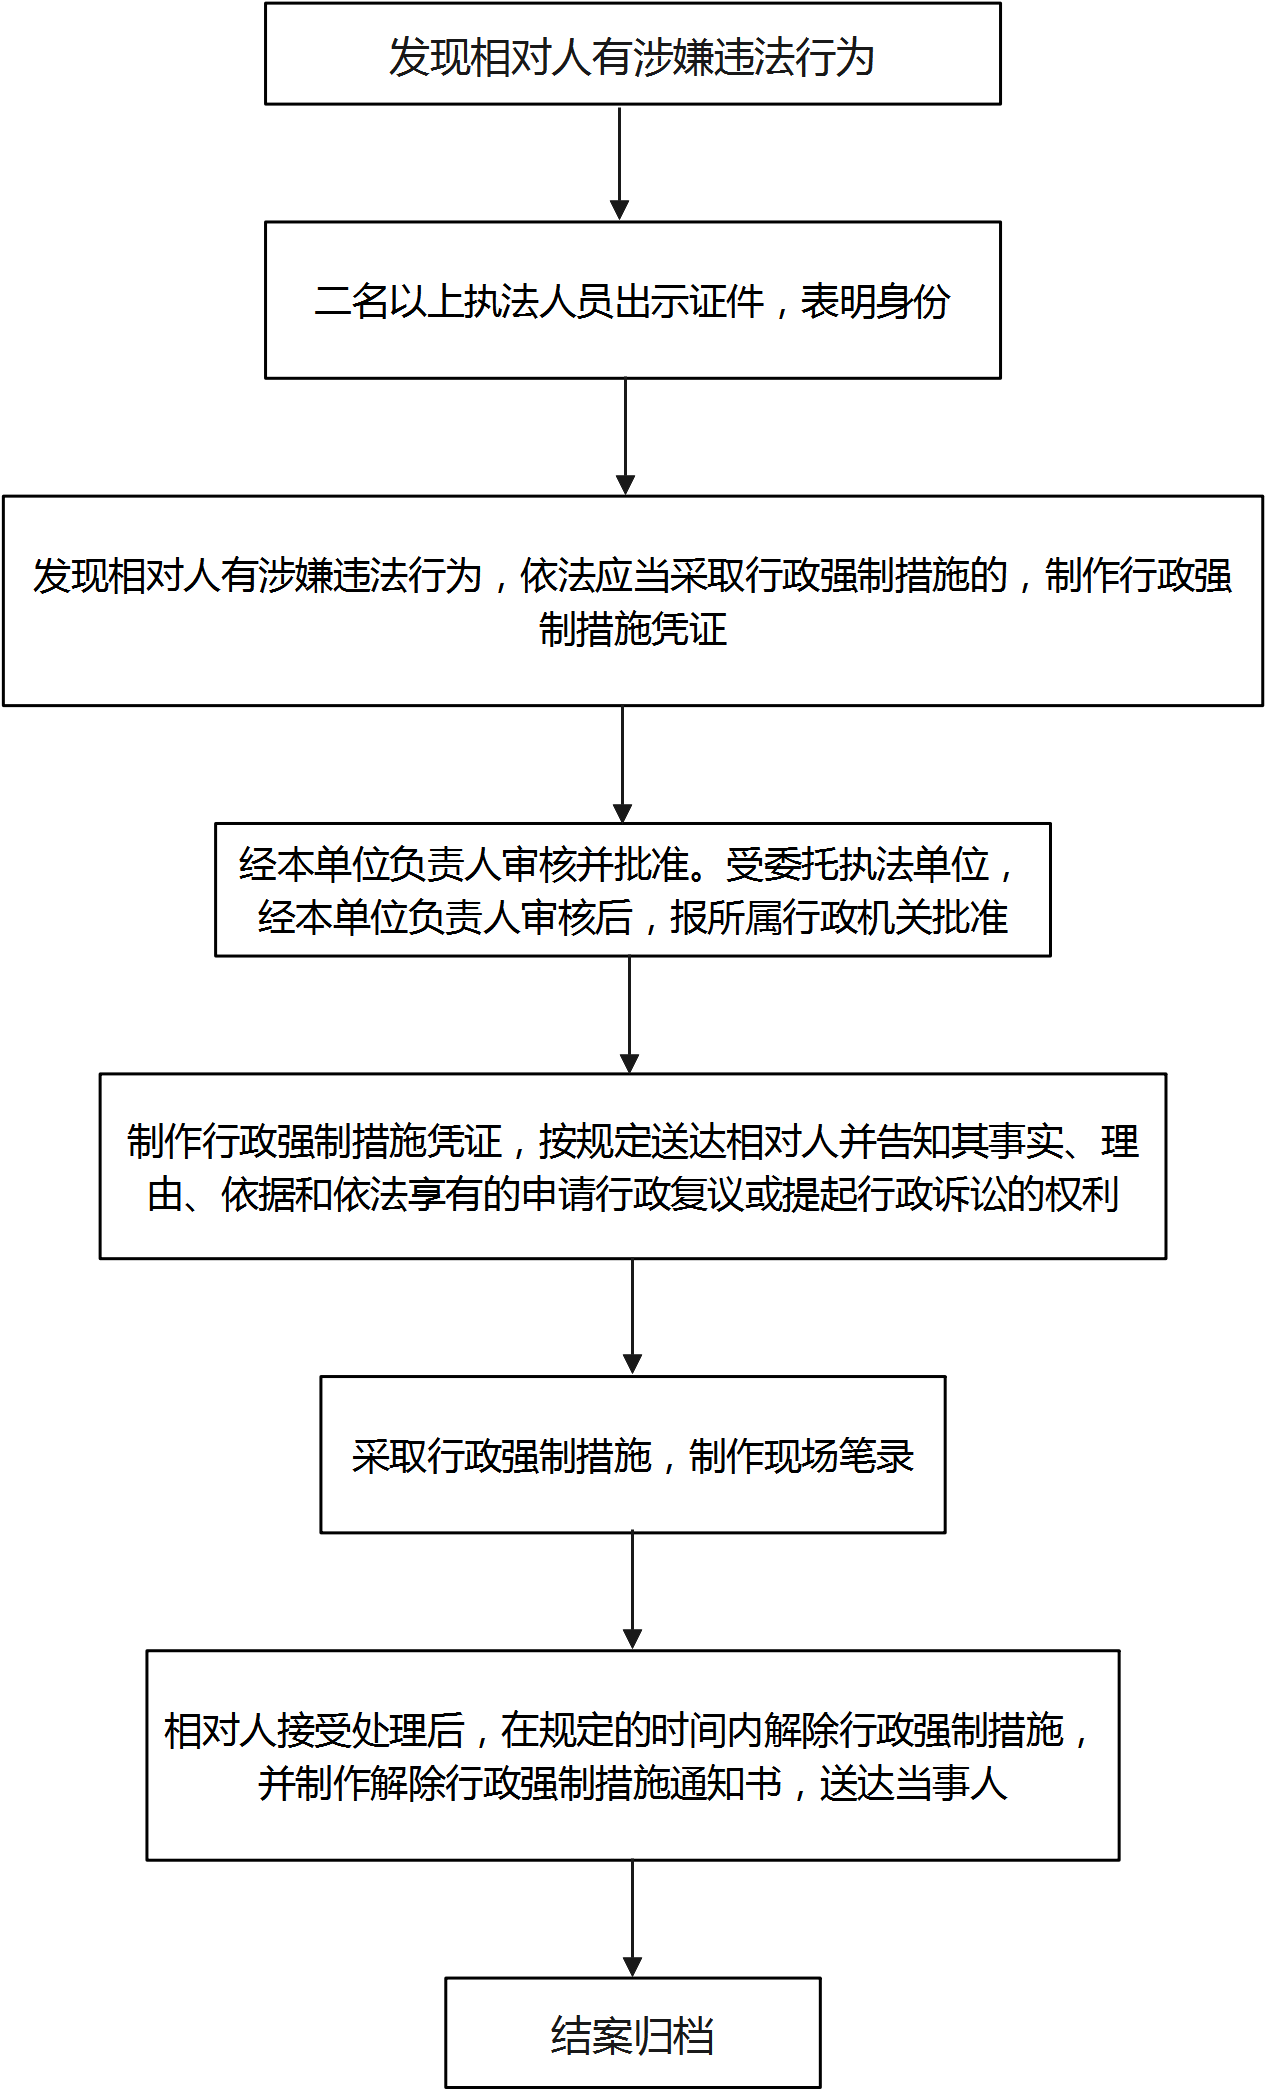 发现相对人有涉嫌违法行为
二名以上执法人员出示证件，表明身份
发现相对人有涉嫌违法行为，依法应当采取行政强制措施的，制作行政强
制措施凭证
经本单位负责人审核并批准。受委托执法单位，
经本单位负责人审核后，报所属行政机关批准
制作行政强制措施凭证，按规定送达相对人并告知其事实、理
由、依据和依法享有的申请行政复议或提起行政诉讼的权利
采取行政强制措施，制作现场笔录
相对人接受处理后，在规定的时间内解除行政强制措施，
并制作解除行政强制措施通知书，送达当事人
结案归档